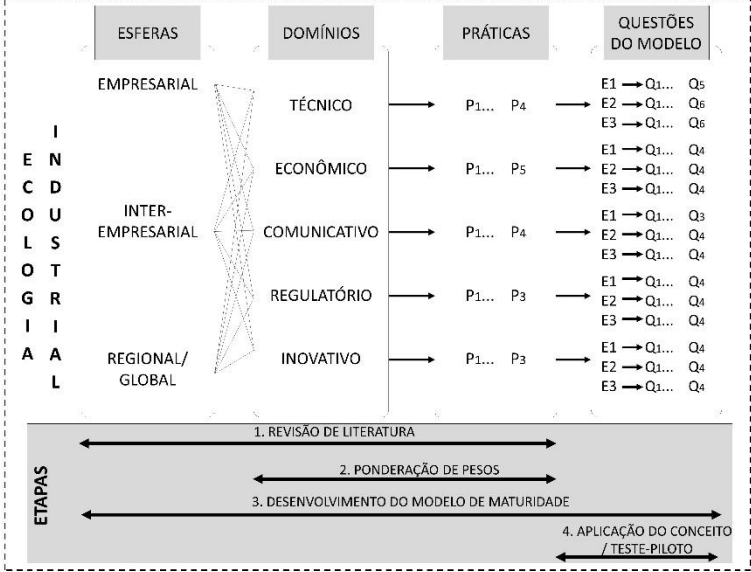 ESFERAS
DOMÍNIOS
PRÁTICAS
QUESTÕES
DO MODELO
ECOLOGIA
INDUSTRIAL
EMPRESARIAL
INTER-
EMPRESARIAL
REGIONAL/
GLOBAL
TÉCNICO
P1... P4
E1 → Q1... Q5
E2 → Q1... Q6
E3 → Q1... Q6
ECONÔMICO
P1... P5
E1 → Q1... Q4
E2 → Q1... Q4
E3 → Q1... Q4
COMUNICATIVO
P1... P4
E1 → Q1... Q3
E2 → Q1... Q4
E3 → Q1... Q4
REGULATÓRIO
P1... P3
E1 → Q1... Q4
E2 → Q1... Q4
E3 → Q1... Q4
INOVATIVO
P1... P3
E1 → Q1... Q4
E2 → Q1... Q4
E3 → Q1... Q4
ETAPAS
1. REVISÃO DE LITERATURA
2. PONDERAÇÃO DE PESOS
3. DESENVOLVIMENTO DO MODELO DE MATURIDADE
4. APLICAÇÃO DO CONCEITO
/ TESTE-PILOTO